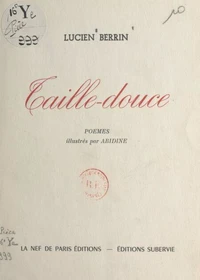 LUCIEN BERRIN
Taille-douce
POEMES
illustrés par ABIDINE
LA NEF DE PARIS ÉDITIONS — ÉDITIONS SUBERVIE